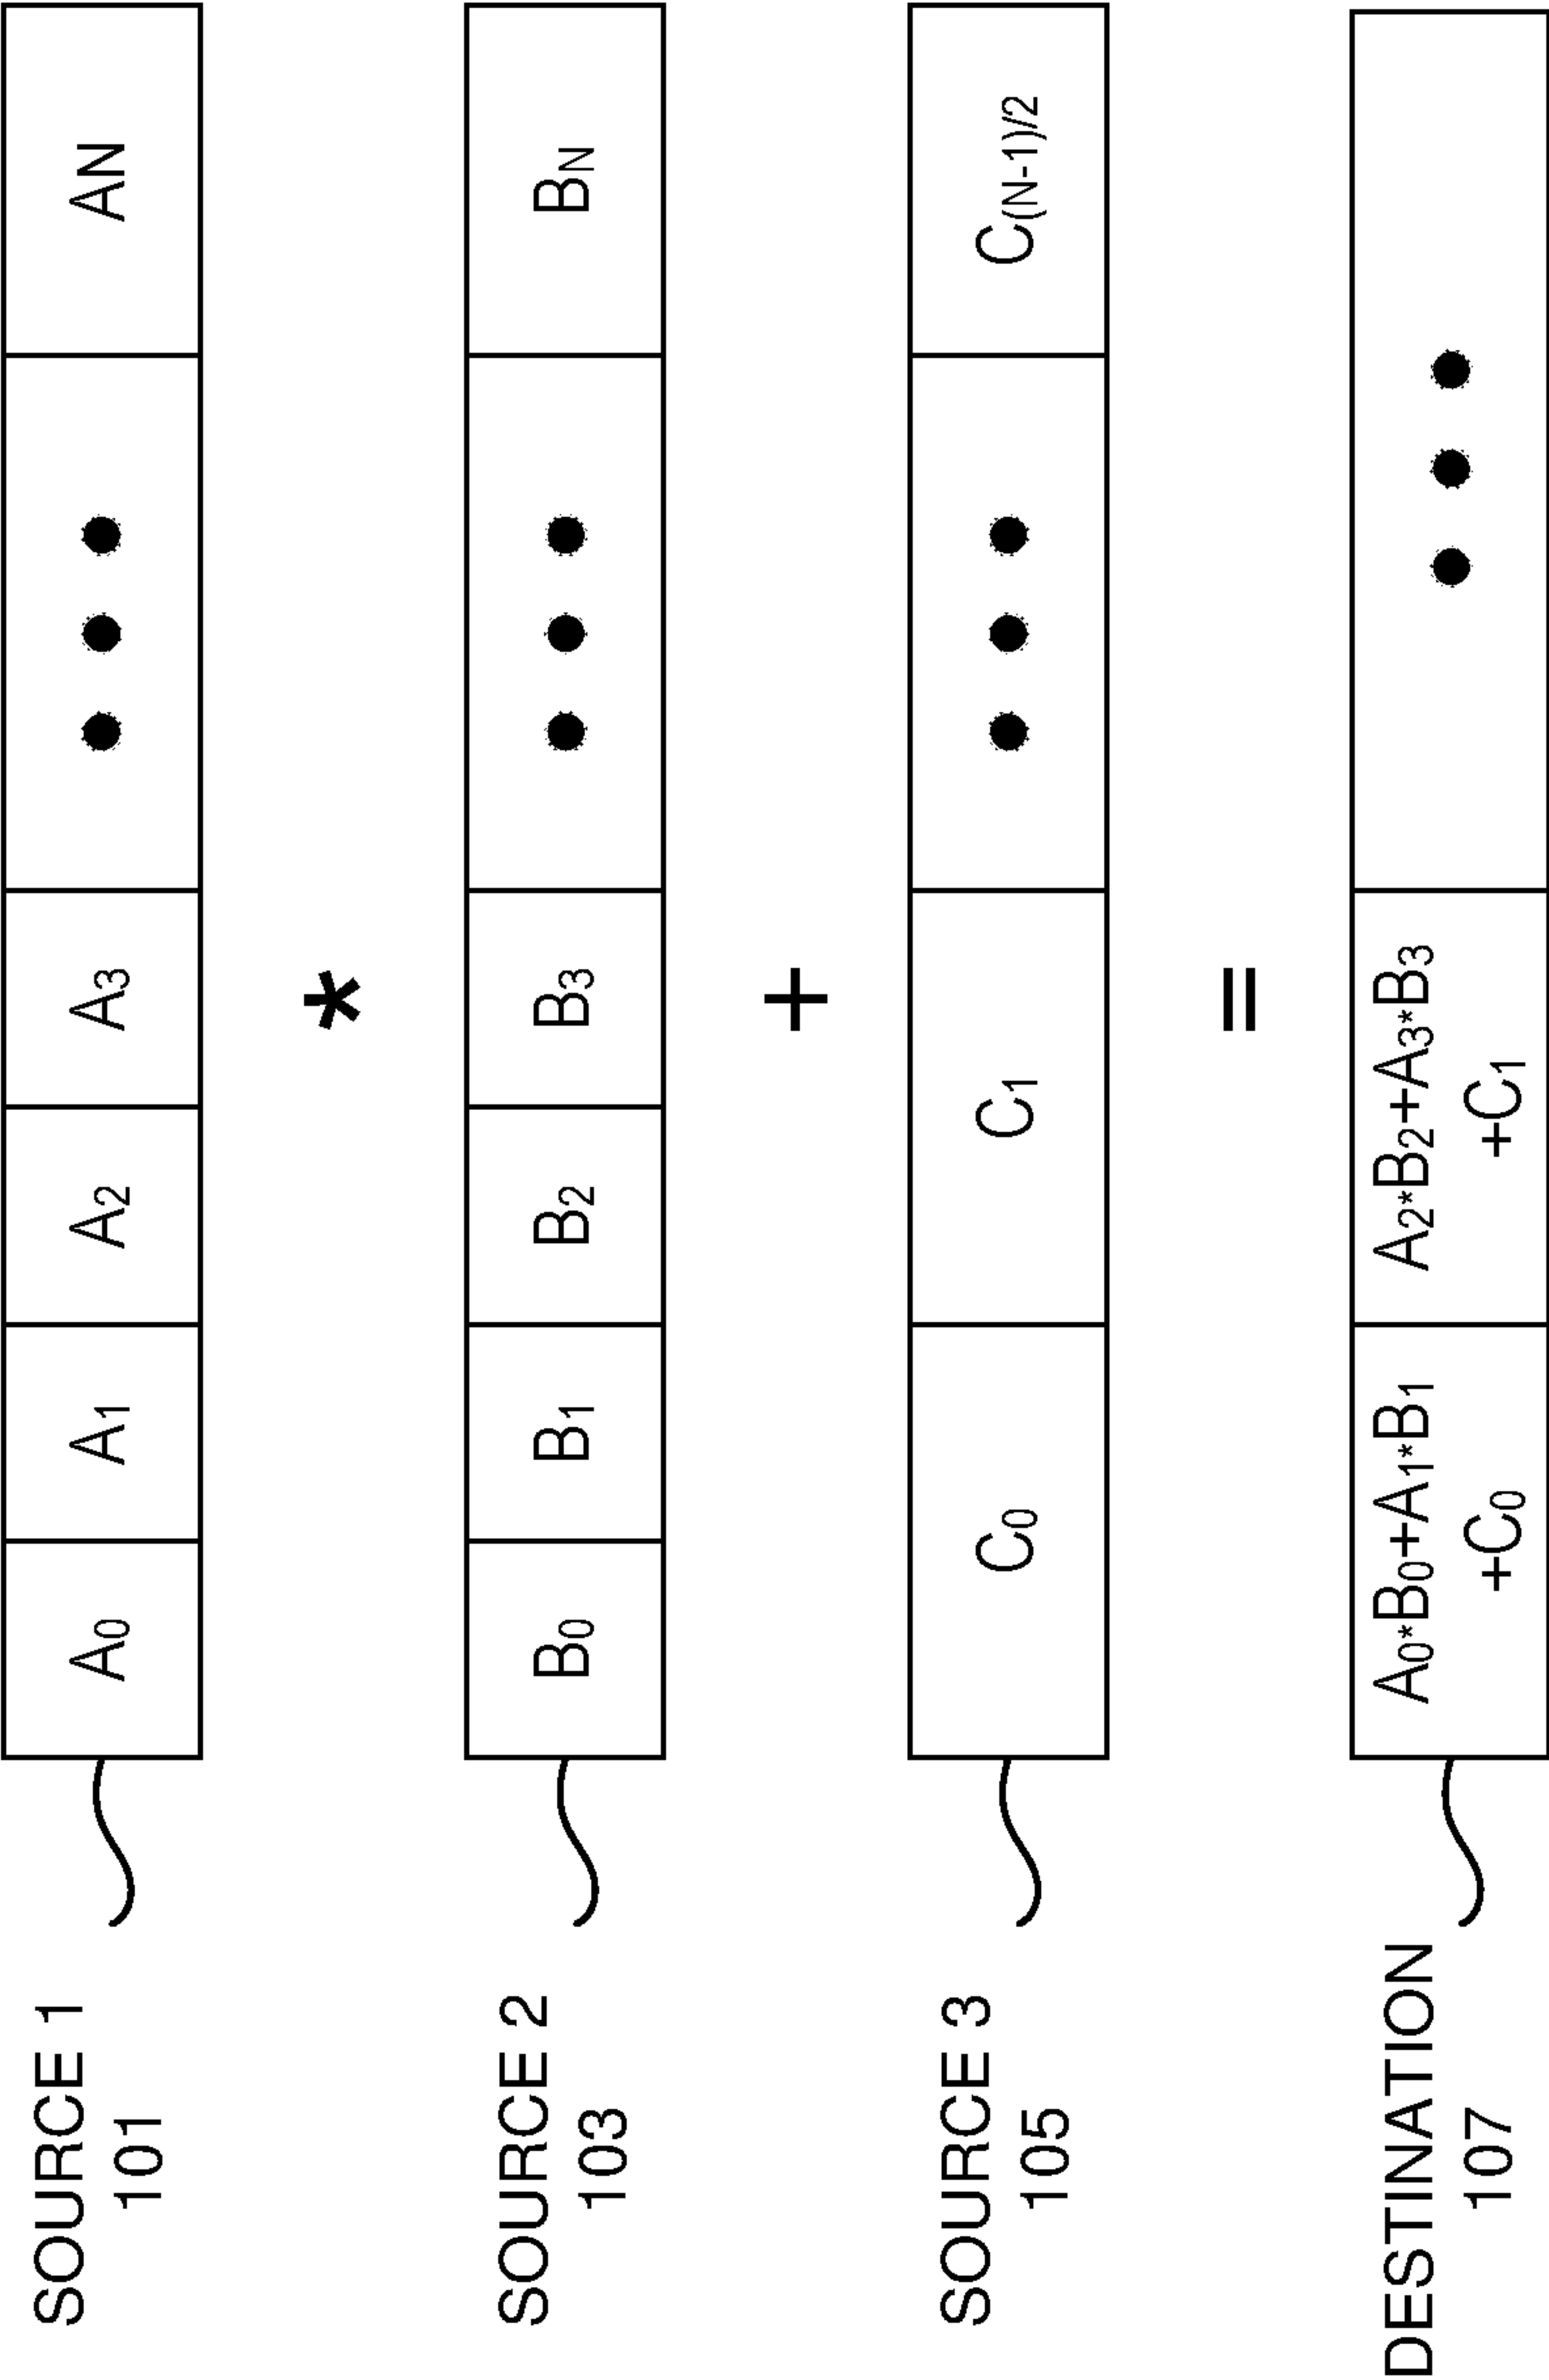 SOURCE 1
101
A0 A1 A2 A3 AN
*
SOURCE 2
103
B0 B1 B2 B3 BN
+
SOURCE 3
105
C0 C1 C(N-1)/2
=
DESTINATION
107
A0*B0+A1*B1
+C0
A2*B2+A3*B3
+C1